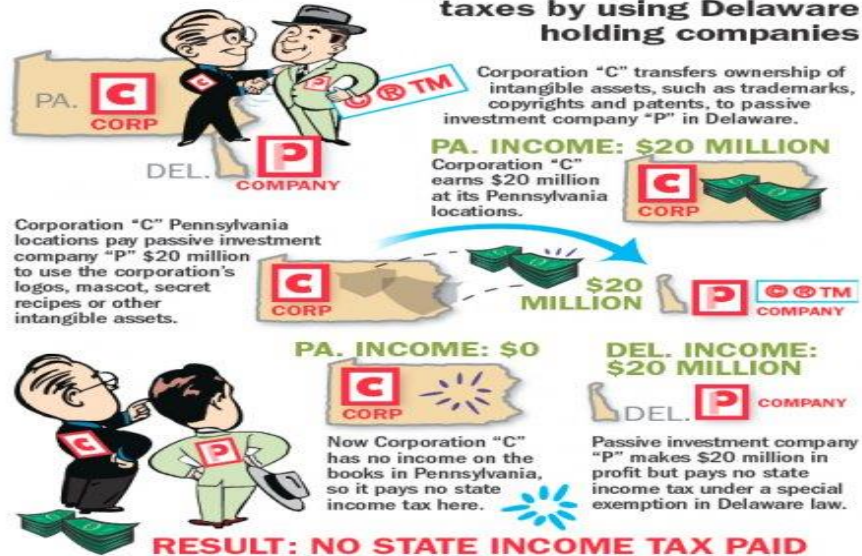 taxes by using Delaware
holding companies
PA.
C
CORP
C
P
© ® TM
DEL.
P
COMPANY
Corporation "C" transfers ownership of
intangible assets, such as trademarks,
copyrights and patents, to passive
investment company "P" in Delaware.
PA. INCOME: $20 MILLION
Corporation "C"
earns $20 million
at its Pennsylvania
locations.
C
CORP
Corporation "C" Pennsylvania
locations pay passive investment
company "P" $20 million
to use the corporation's
logos, mascot, secret
recipes or other
intangible assets.
C
CORP
$20
MILLION
P
© ® TM
COMPANY
PA. INCOME: $0
C
CORP
Now Corporation "C"
has no income on the
books in Pennsylvania,
so it pays no state
income tax here.
DEL. INCOME:
$20 MILLION
DEL.
P
COMPANY
Passive investment company
"P" makes $20 million in
profit but pays no state
income tax under a special
exemption in Delaware law.
C
P
RESULT: NO STATE INCOME TAX PAID